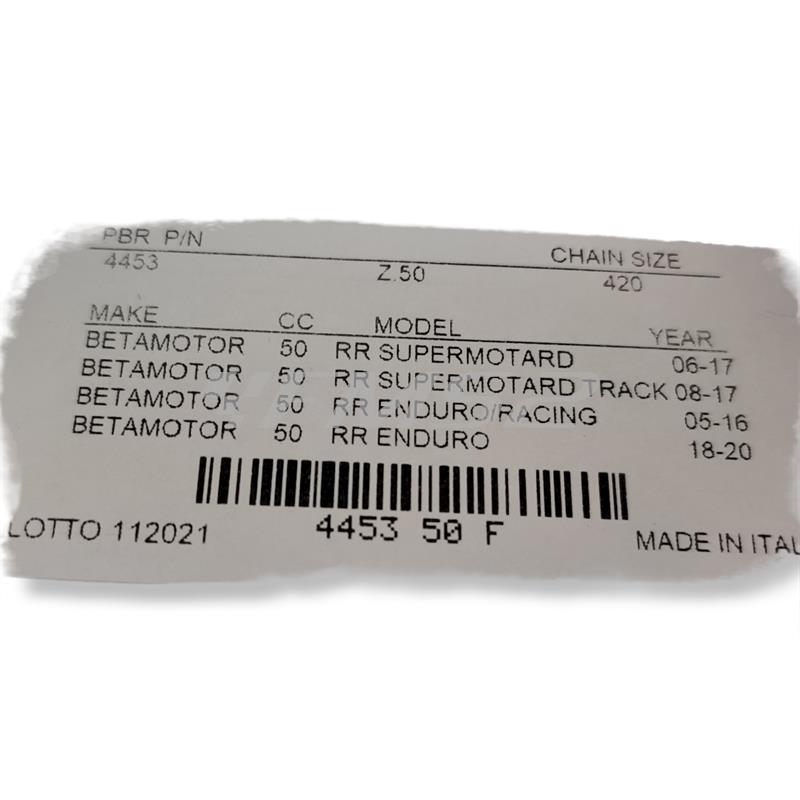 PBR P/N CHAIN SIZE
4453 Z.50 420
MAKE CC MODEL YEAR
BETAMOTOR 50 RR SUPERMOTARD 06-17
BETAMOTOR 50 RR SUPERMOTARD TRACK 08-17
BETAMOTOR 50 RR ENDURO/RACING 05-16
BETAMOTOR 50 RR ENDURO 18-20
4453 50 F
LOTTO 112021 MADE IN ITAL